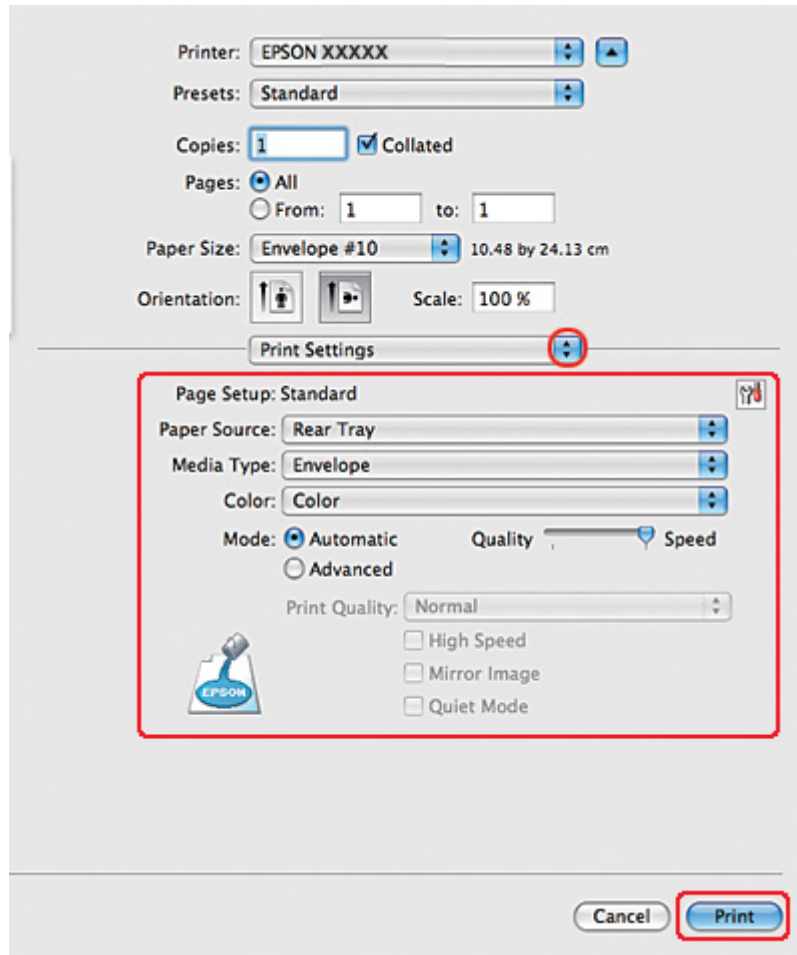 Printer: EPSON XXXXX
Presets: Standard
Copies: 1 Collated
Pages: All
From: 1 to: 1
Paper Size: Envelope #10 10.48 by 24.13 cm
Orientation: Scale: 100 %
Print Settings
Page Setup: Standard
Paper Source: Rear Tray
Media Type: Envelope
Color: Color
Mode: Automatic Quality Speed
Advanced
Print Quality: Normal
High Speed
Mirror Image
Quiet Mode
EPSON
Cancel Print